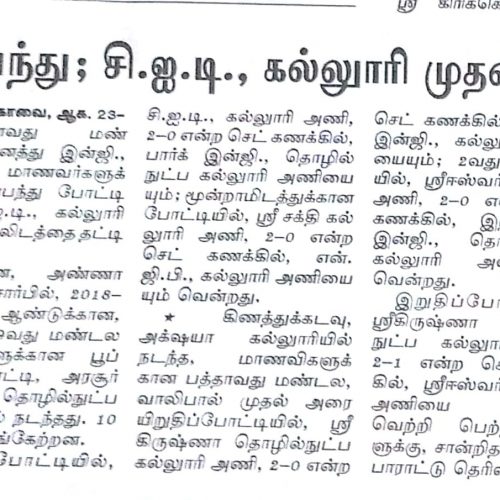 ஸ்ரீ
பந்து; சி.ஐ.டி., கல்லூரி முதல
கோவை, ஆக. 23–
ாவது மண்
னத்து இன்ஜி.,
மாணவர்களுக்
பந்து போட்டி
ஐ.டி., கல்லூரி
லிடத்தை தட்டி
ன, அண்ணா
சார்பில், 2018–
ஆண்டுக்கான,
வது மண்டல
ளுக்கான பூப்
ட்டி, அரசூர்
தொழில்நுட்ப
ல் நடந்தது. 10
ங்கேற்றன.
போட்டியில்,
சி.ஐ.டி., கல்லூரி அணி,
2–0 என்ற செட் கணக்கில்,
பார்க் இன்ஜி., தொழில்
நுட்ப கல்லூரி அணியை
யும்; மூன்றாமிடத்துக்கான
போட்டியில், ஸ்ரீ சக்தி கல்
லூரி அணி, 2–0 என்ற
செட் கணக்கில், என்.
ஜி.பி., கல்லூரி அணியை
யும் வென்றது.
★ கிணத்துக்கடவு,
அக்‌ஷயா கல்லூரியில்
நடந்த, மாணவிகளுக்
கான பத்தாவது மண்டல,
வாலிபால் முதல் அரை
யிறுதிப்போட்டியில், ஸ்ரீ
கிருஷ்ணா தொழில்நுட்ப
கல்லூரி அணி, 2–0 என்ற
செட் கணக்கில்
இன்ஜி., கல்லூ
யையும்; 2வது
யில், ஸ்ரீஈஸ்வர்
அணி, 2–0 என்
கணக்கில், இ
இன்ஜி., தொ
கல்லூரி அ
வென்றது.
இறுதிப்போட்
ஸ்ரீகிருஷ்ணா
நுட்ப கல்லூ
2–1 என்ற செ
கில், ஸ்ரீஈஸ்வர்
அணியை
வெற்றி பெற்
ளுக்கு, சான்றித
பாராட்டு தெரி